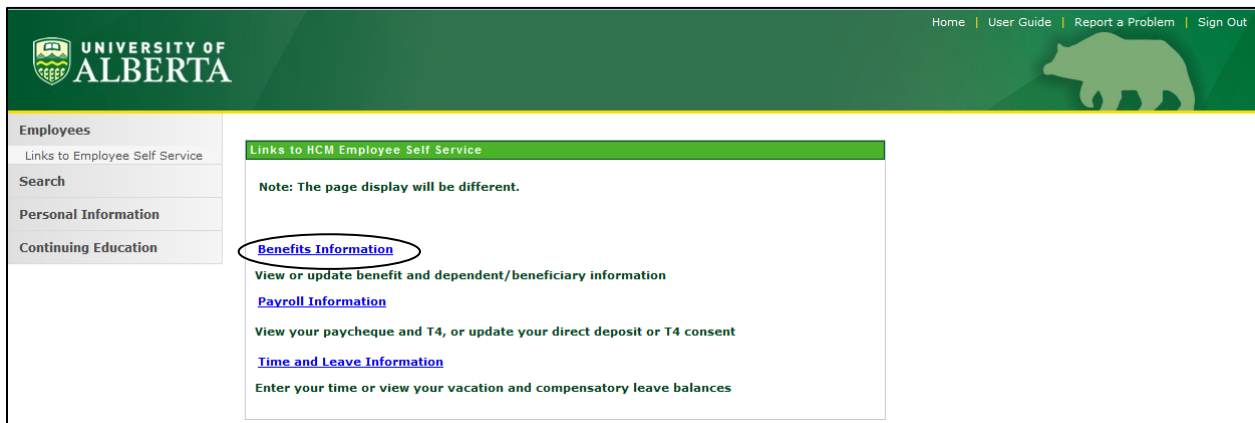 Home | User Guide | Report a Problem | Sign Out
UNIVERSITY OF
ALBERTA
Employees
Links to Employee Self Service
Search
Personal Information
Continuing Education
Links to HCM Employee Self Service
Note: The page display will be different.
Benefits Information
View or update benefit and dependent/beneficiary information
Payroll Information
View your paycheque and T4, or update your direct deposit or T4 consent
Time and Leave Information
Enter your time or view your vacation and compensatory leave balances